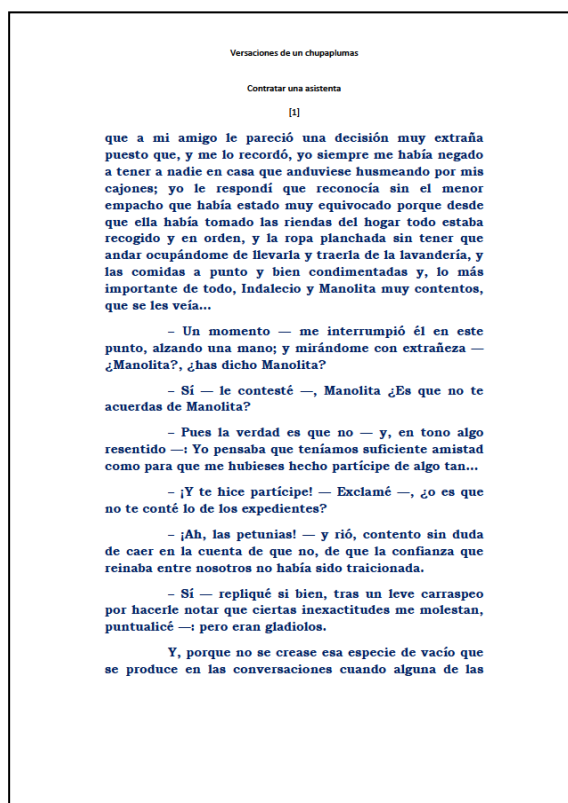 Versaciones de un chupaplumas
Contratar una asistenta
[1]
que a mi amigo le pareció una decisión muy extraña
puesto que, y me lo recordó, yo siempre me había negado
a tener a nadie en casa que anduviese husmeando por mis
cajones; yo le respondí que reconocía sin el menor
empacho que había estado muy equivocado porque desde
que ella había tomado las riendas del hogar todo estaba
recogido y en orden, y la ropa planchada sin tener que
andar ocupándome de llevarla y traerla de la lavandería, y
las comidas a punto y bien condimentadas y, lo más
importante de todo, Indalecio y Manolita muy contentos,
que se les veía...
– Un momento — me interrumpió él en este
punto, alzando una mano; y mirándome con extrañeza —
¿Manolita?, ¿has dicho Manolita?
– Sí — le contesté —, Manolita ¿Es que no te
acuerdas de Manolita?
– Pues la verdad es que no — y, en tono algo
resentido —: Yo pensaba que teníamos suficiente amistad
como para que me hubieses hecho partícipe de algo tan...
– ¡Y te hice partícipe! — Exclamé —, ¿o es que
no te conté lo de los expedientes?
– ¡Ah, las petunias! — y rió, contento sin duda
de caer en la cuenta de que no, de que la confianza que
reinaba entre nosotros no había sido traicionada.
– Sí — repliqué si bien, tras un leve carraspeo
por hacerle notar que ciertas inexactitudes me molestan,
puntualicé —: pero eran gladiolos.
Y, porque no se crease esa especie de vacío que
se produce en las conversaciones cuando alguna de las